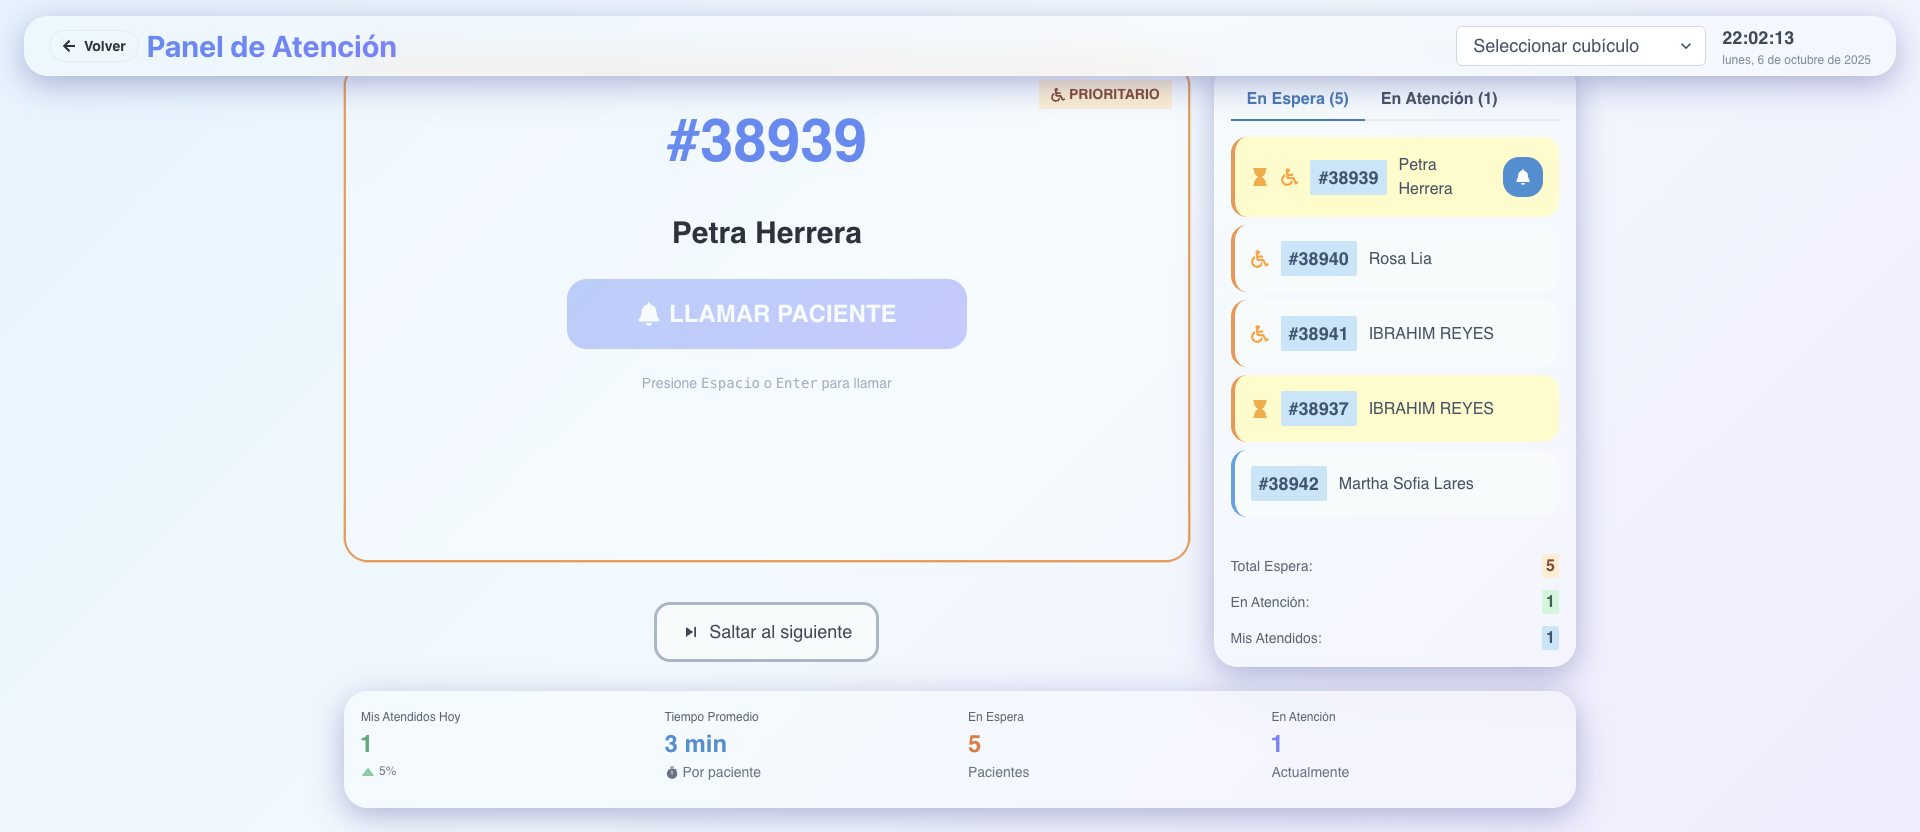 Volver
Panel de Atención
Seleccionar cubículo
22:02:13
lunes, 6 de octubre de 2025
PRIORITARIO
#38939
Petra Herrera
LLAMAR PACIENTE
Presione Espacio o Enter para llamar
Saltar al siguiente
En Espera (5)
En Atención (1)
#38939
Petra
Herrera
#38940
Rosa Lia
#38941
IBRAHIM REYES
#38937
IBRAHIM REYES
#38942
Martha Sofia Lares
Total Espera:
5
En Atención:
1
Mis Atendidos:
1
Mis Atendidos Hoy
1
5%
Tiempo Promedio
3 min
Por paciente
En Espera
5
Pacientes
En Atención
1
Actualmente